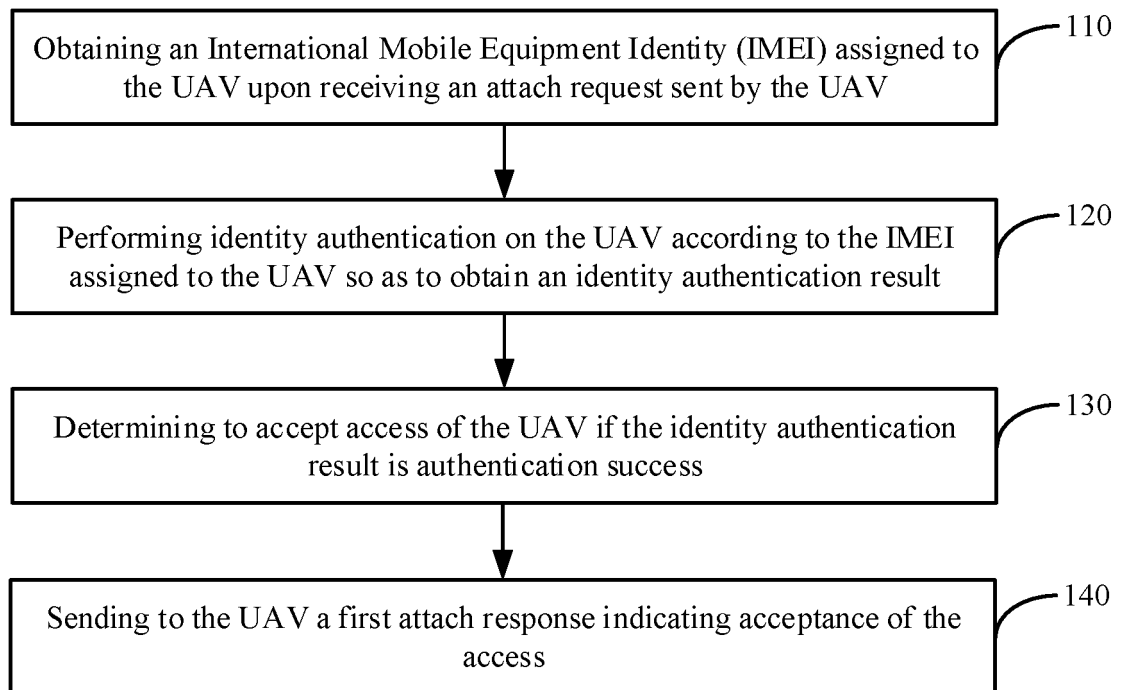 Obtaining an International Mobile Equipment Identity (IMEI) assigned to
the UAV upon receiving an attach request sent by the UAV
110
Performing identity authentication on the UAV according to the IMEI
assigned to the UAV so as to obtain an identity authentication result
120
Determining to accept access of the UAV if the identity authentication
result is authentication success
130
Sending to the UAV a first attach response indicating acceptance of the
access
140